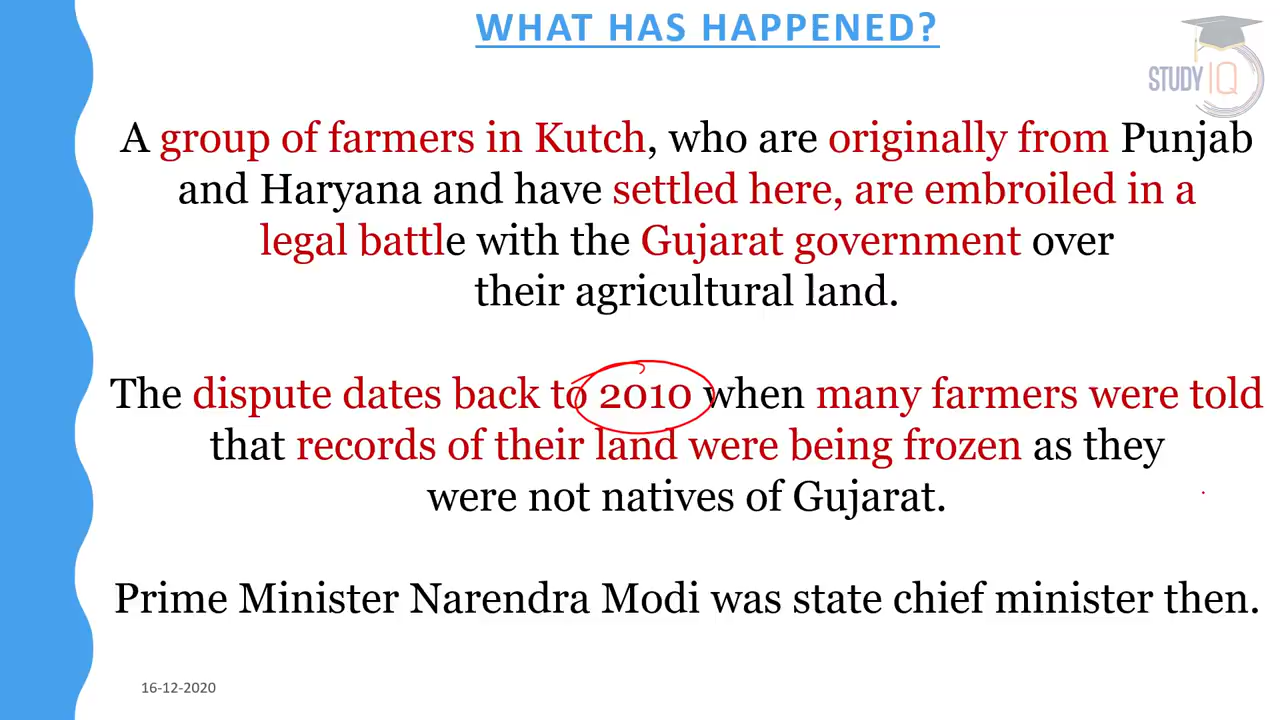 WHAT HAS HAPPENED?
STUDY IQ
A group of farmers in Kutch, who are originally from Punjab
and Haryana and have settled here, are embroiled in a
legal battle with the Gujarat government over
their agricultural land.
The dispute dates back to 2010 when many farmers were told
that records of their land were being frozen as they
were not natives of Gujarat.
Prime Minister Narendra Modi was state chief minister then.
16-12-2020